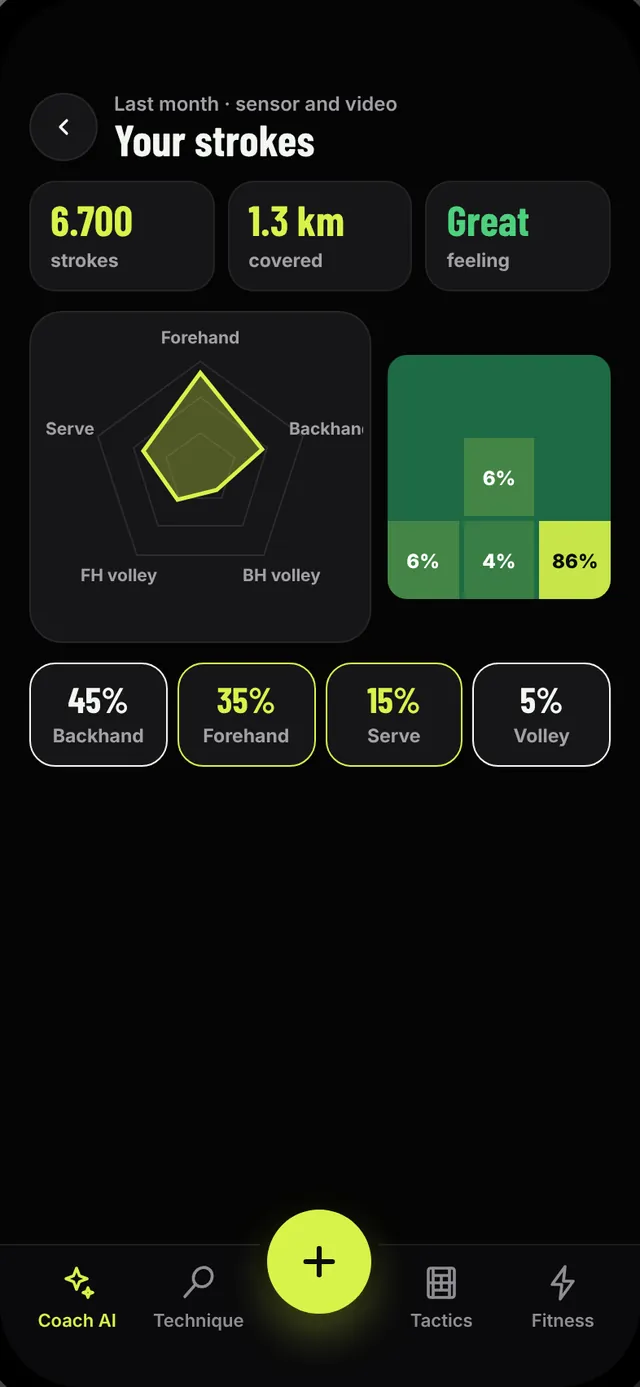 Last month · sensor and video
Your strokes
6.700
strokes
1.3 km
covered
Great
feeling
Forehand
Serve
Backhan
FH volley
BH volley
6%
6%
4%
86%
45%
Backhand
35%
Forehand
15%
Serve
5%
Volley
Coach AI
Technique
Tactics
Fitness